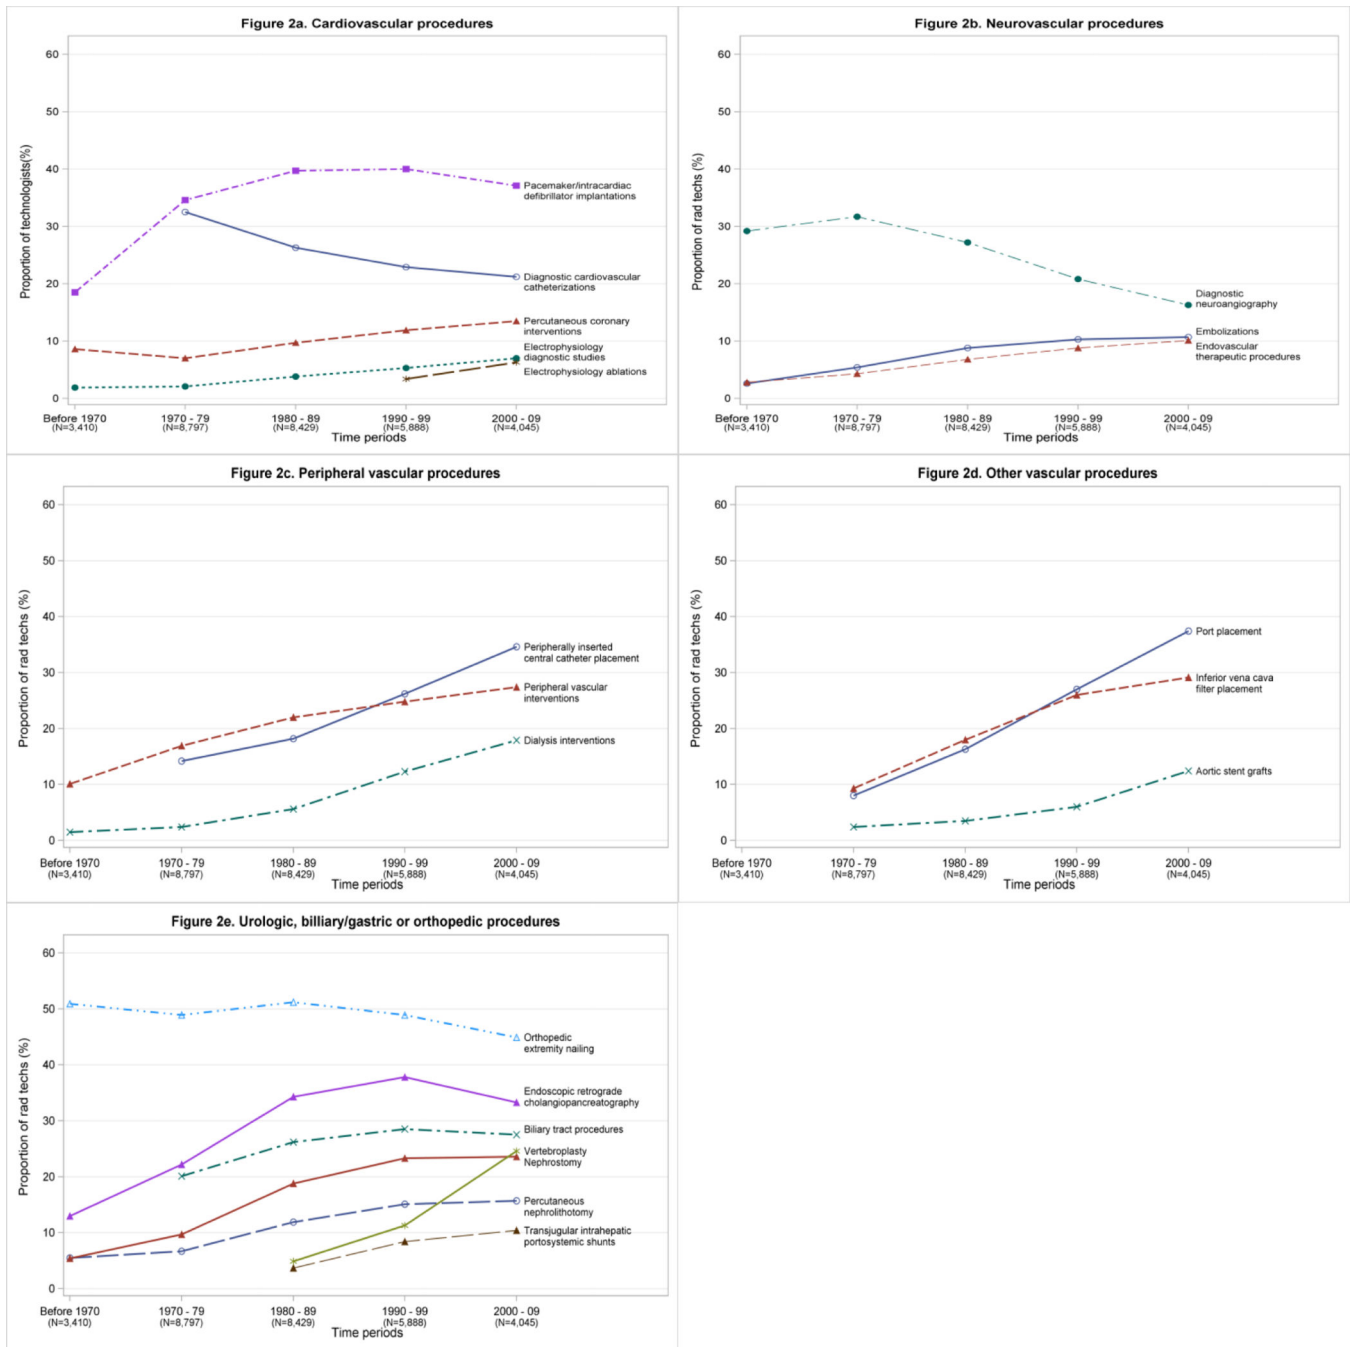 Figure 2a. Cardiovascular procedures
Proportion of technologists(%)
60
50
40
30
20
10
0
Pacemaker/intracardiac
defibrillator implantations
Diagnostic cardiovascular
catheterizations
Percutaneous coronary
interventions
Electrophysiology
diagnostic studies
Electrophysiology ablations
Before 1970 1970 - 79 1980 - 89 1990 - 99 2000 - 09
(N=3,410) (N=8,797) (N=8,429) (N=5,888) (N=4,045)
Time periods
Figure 2b. Neurovascular procedures
Proportion of rad techs (%)
60
50
40
30
20
10
0
Diagnostic
neuroangiography
Embolizations
Endovascular
therapeutic procedures
Before 1970 1970 - 79 1980 - 89 1990 - 99 2000 - 09
(N=3,410) (N=8,797) (N=8,429) (N=5,888) (N=4,045)
Time periods
Figure 2c. Peripheral vascular procedures
Proportion of rad techs (%)
60
50
40
30
20
10
0
Peripherally inserted
central catheter placement
Peripheral vascular
interventions
Dialysis interventions
Before 1970 1970 - 79 1980 - 89 1990 - 99 2000 - 09
(N=3,410) (N=8,797) (N=8,429) (N=5,888) (N=4,045)
Time periods
Figure 2d. Other vascular procedures
Proportion of rad techs (%)
60
50
40
30
20
10
0
Port placement
Inferior vena cava
filter placement
Aortic stent grafts
Before 1970 1970 - 79 1980 - 89 1990 - 99 2000 - 09
(N=3,410) (N=8,797) (N=8,429) (N=5,888) (N=4,045)
Time periods
Figure 2e. Urologic, billiary/gastric or orthopedic procedures
Proportion of rad techs (%)
60
50
40
30
20
10
0
Orthopedic
extremity nailing
Endoscopic retrograde
cholangiopancreatography
Biliary tract procedures
Vertebroplasty
Nephrostomy
Percutaneous
nephrolithotomy
Transjugular intrahepatic
portosystemic shunts
Before 1970 1970 - 79 1980 - 89 1990 - 99 2000 - 09
(N=3,410) (N=8,797) (N=8,429) (N=5,888) (N=4,045)
Time periods